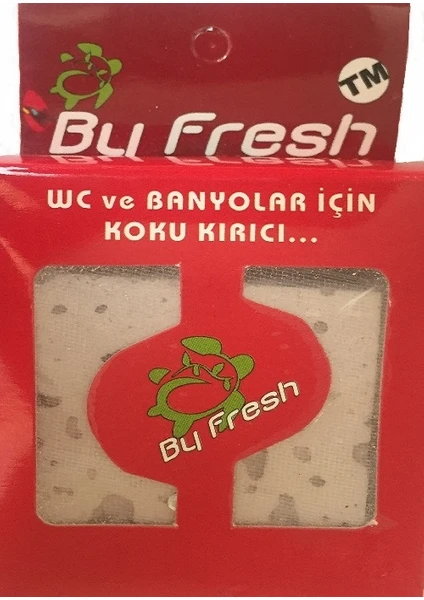 TM
By Fresh
WC ve BANYOLAR İÇİN
KOKU KIRICI...
By Fresh